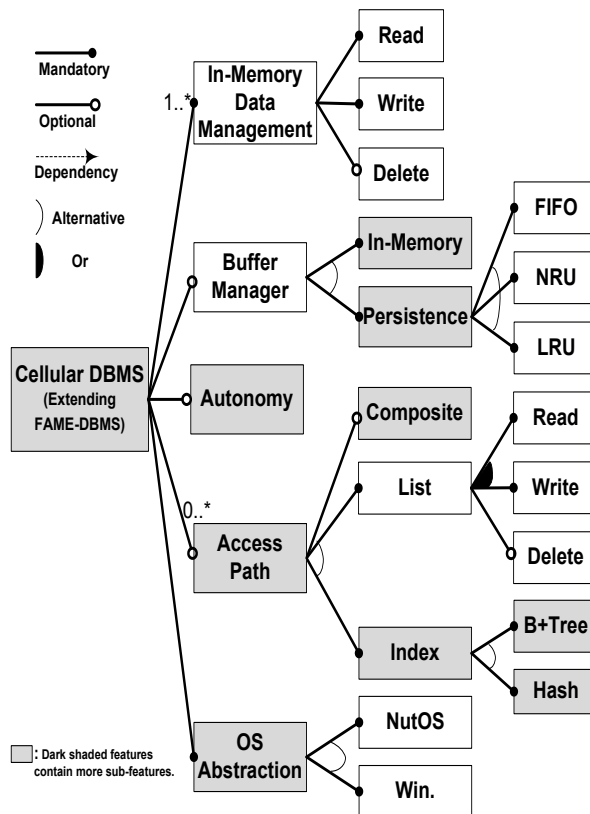 Mandatory
Optional
Dependency
Alternative
Or
Cellular DBMS
(Extending
FAME-DBMS)
1..*
In-Memory
Data
Management
Read
Write
Delete
Buffer
Manager
In-Memory
Persistence
FIFO
NRU
LRU
Autonomy
0..*
Access
Path
Composite
List
Read
Write
Delete
Index
B+Tree
Hash
OS
Abstraction
NutOS
Win.
: Dark shaded features
contain more sub-features.